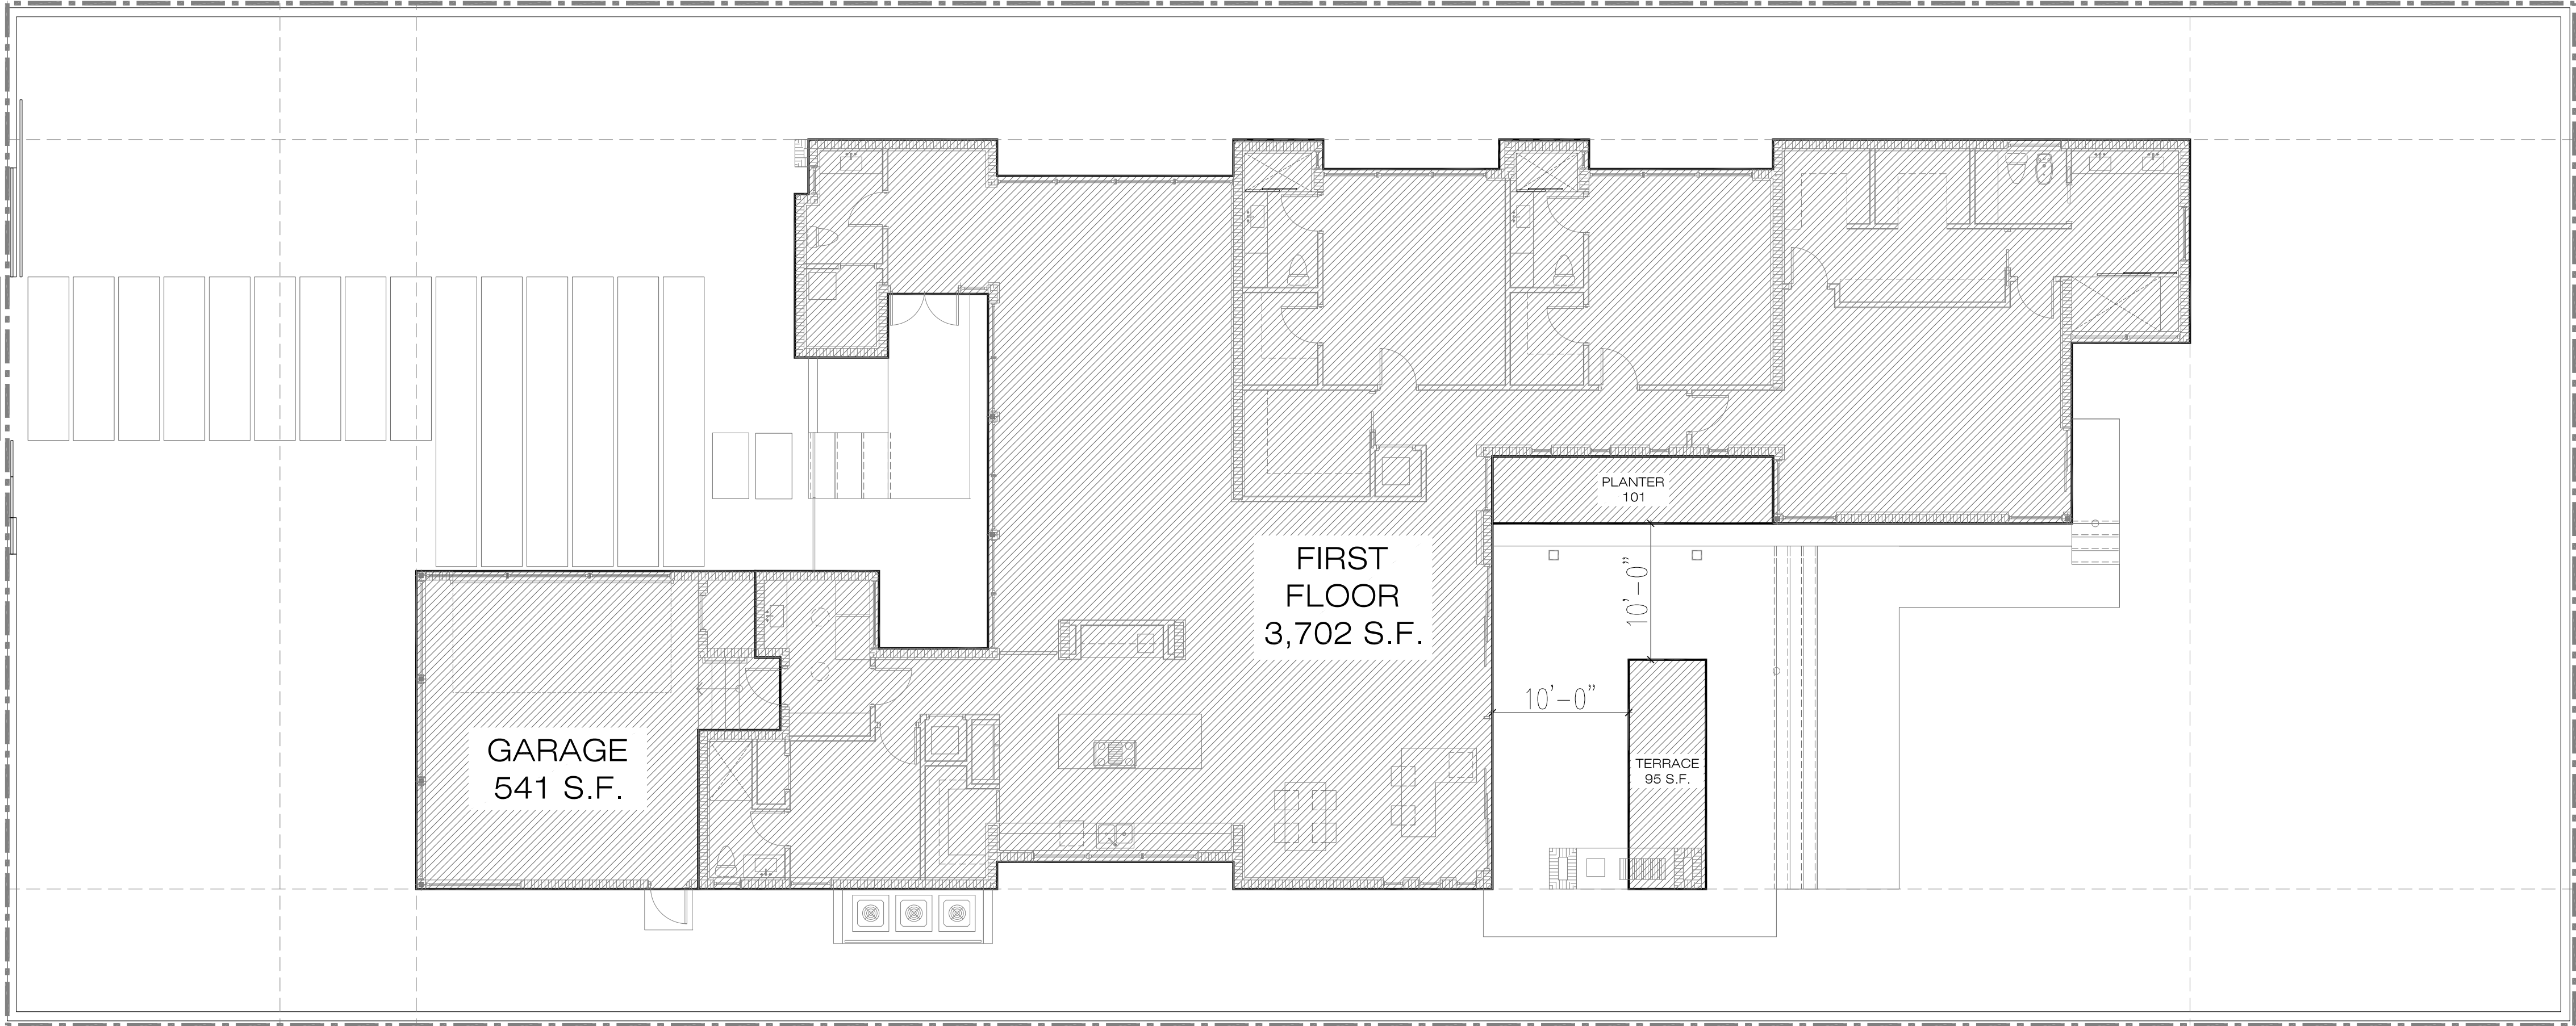 PLANTER
101
FIRST
FLOOR
3,702 S.F.
10'-0"
10'-0"
GARAGE
541 S.F.
TERRACE
95 S.F.